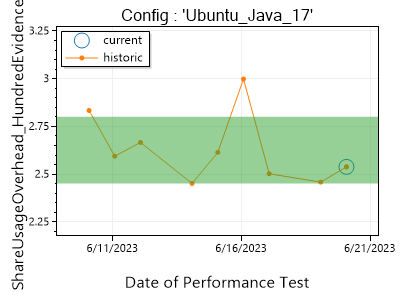 Config : 'Ubuntu_Java_17'
ShareUsageOverhead_HundredEvidence
current
historic
3.25
3
2.75
2.5
2.25
6/11/2023
6/16/2023
6/21/2023
Date of Performance Test